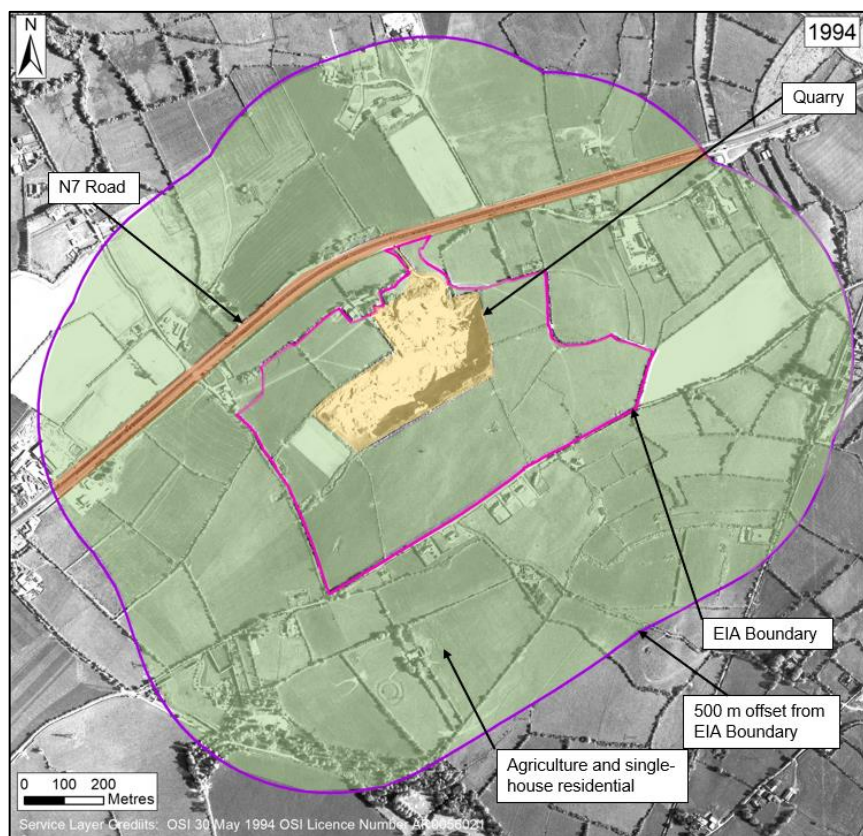 1994
N
Quarry
N7 Road
EIA Boundary
500 m offset from
EIA Boundary
Agriculture and single-
house residential
0 100 200
Metres
Service Layer Credits: OSI 30 May 1994 OSI Licence Number AR0056021